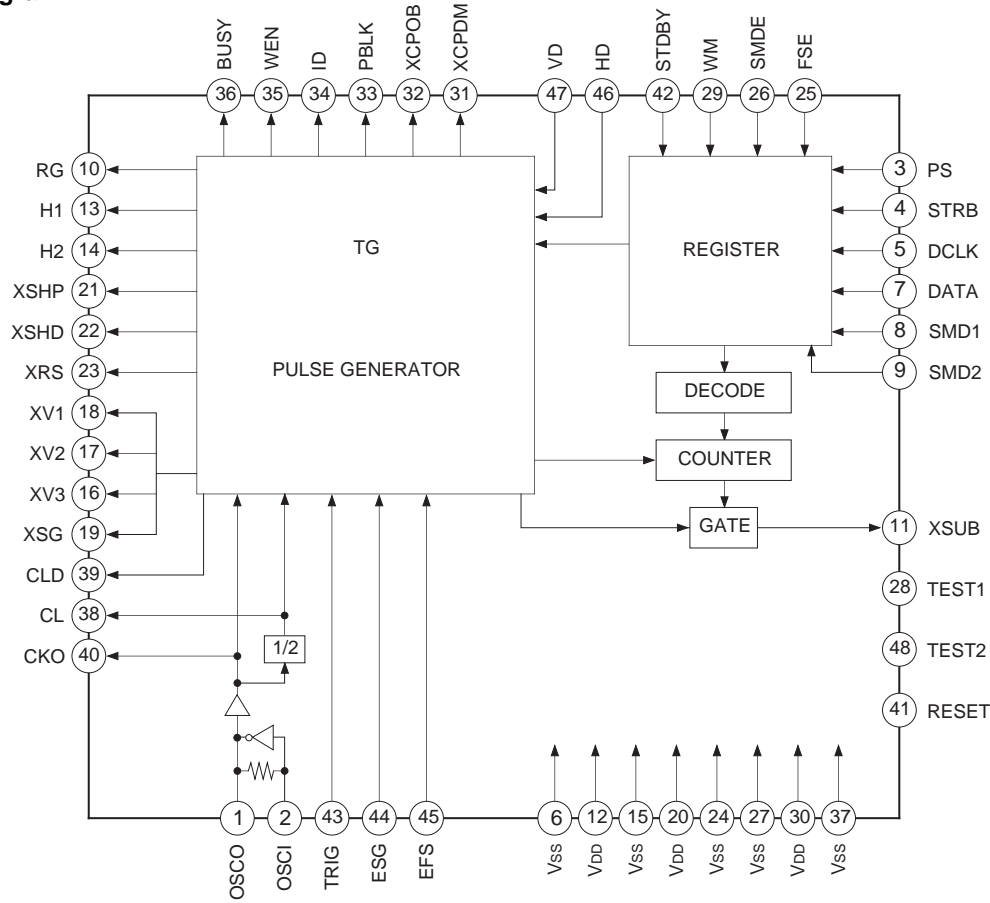 BUSY
WEN
ID
PBLK
XCPOB
XCPDM
VD
HD
STDBY
WM
SMDE
FSE
36
35
34
33
32
31
47
46
42
29
26
25
RG 10
H1 13
H2 14
XSHP 21
XSHD 22
XRS 23
XV1 18
XV2 17
XV3 16
XSG 19
CLD 39
CL 38
CKO 40
TG
PULSE GENERATOR
REGISTER
DECODE
COUNTER
GATE
1/2
3 PS
4 STRB
5 DCLK
7 DATA
8 SMD1
9 SMD2
11 XSUB
28 TEST1
48 TEST2
41 RESET
1
2
43
44
45
6
12
15
20
24
27
30
37
OSCO
OSCI
TRIG
ESG
EFS
VSS
VDD
VSS
VDD
VSS
VSS
VDD
VSS